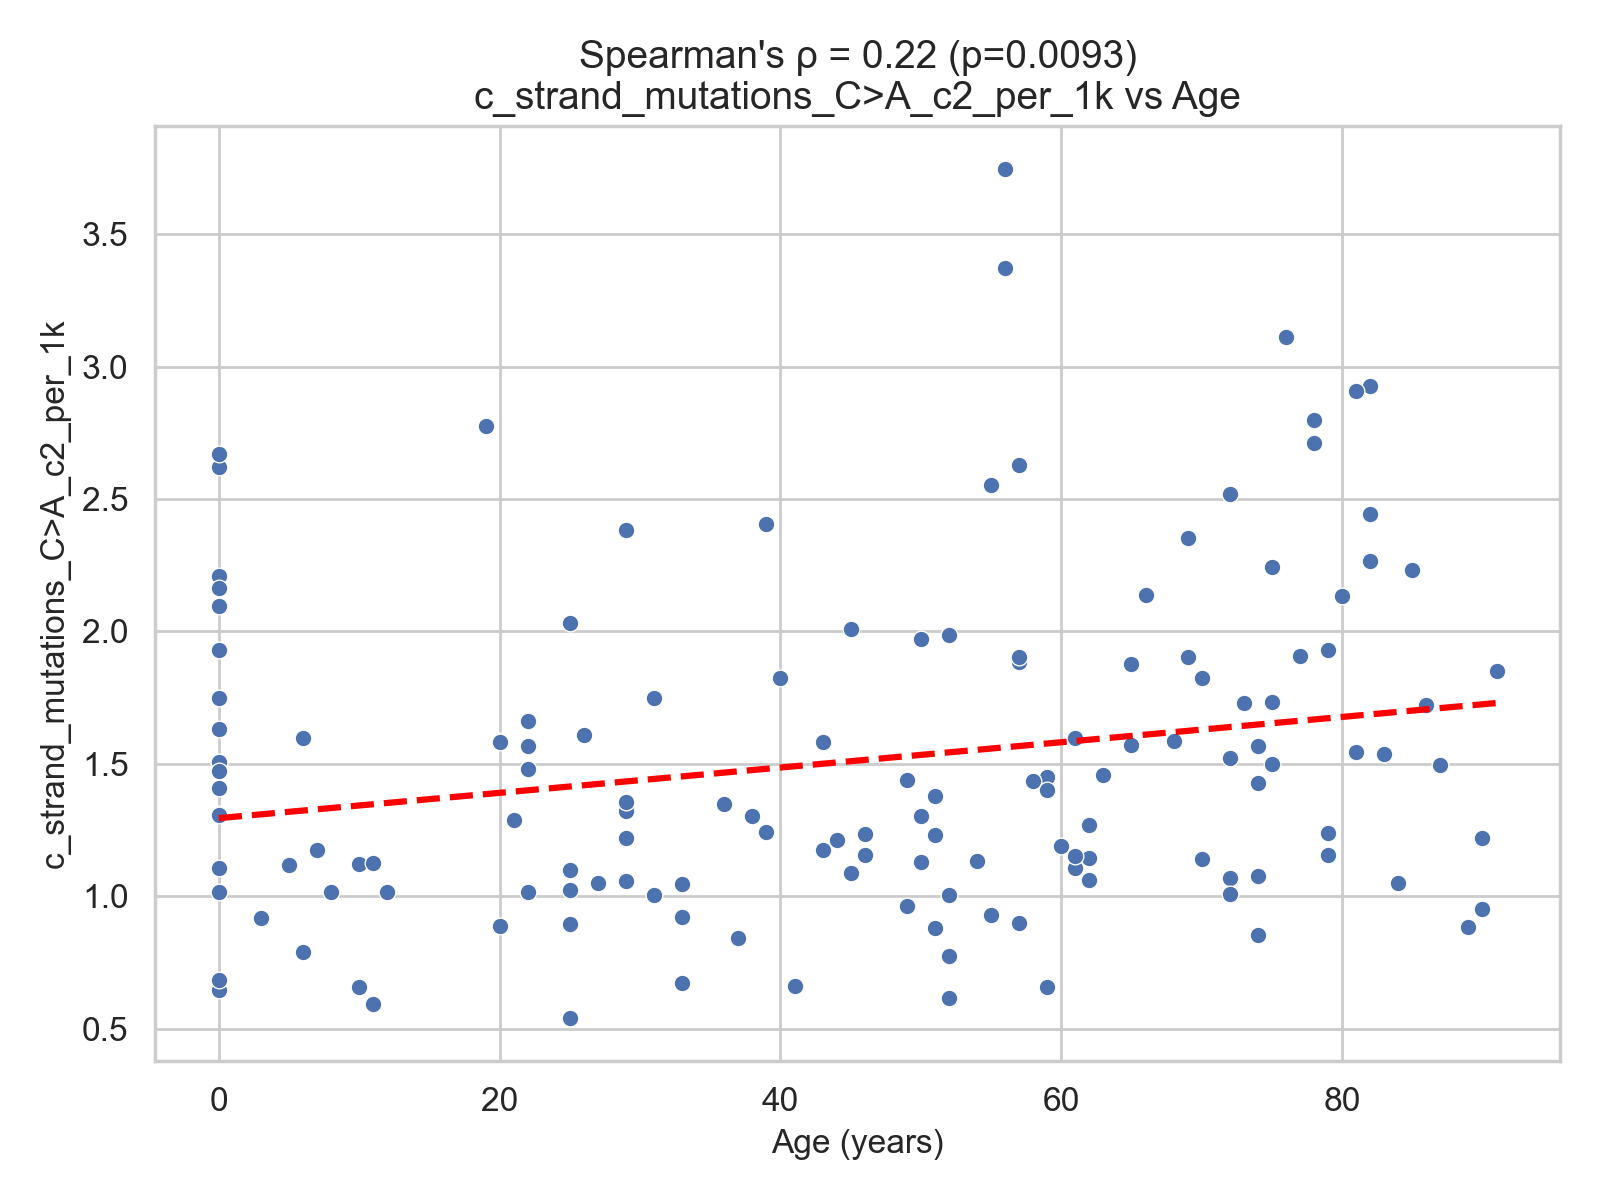 Spearman's ρ = 0.22 (p=0.0093)
c_strand_mutations_C>A_c2_per_1k vs Age
c_strand_mutations_C>A_c2_per_1k
3.5
3.0
2.5
2.0
1.5
1.0
0.5
0 20 40 60 80
Age (years)